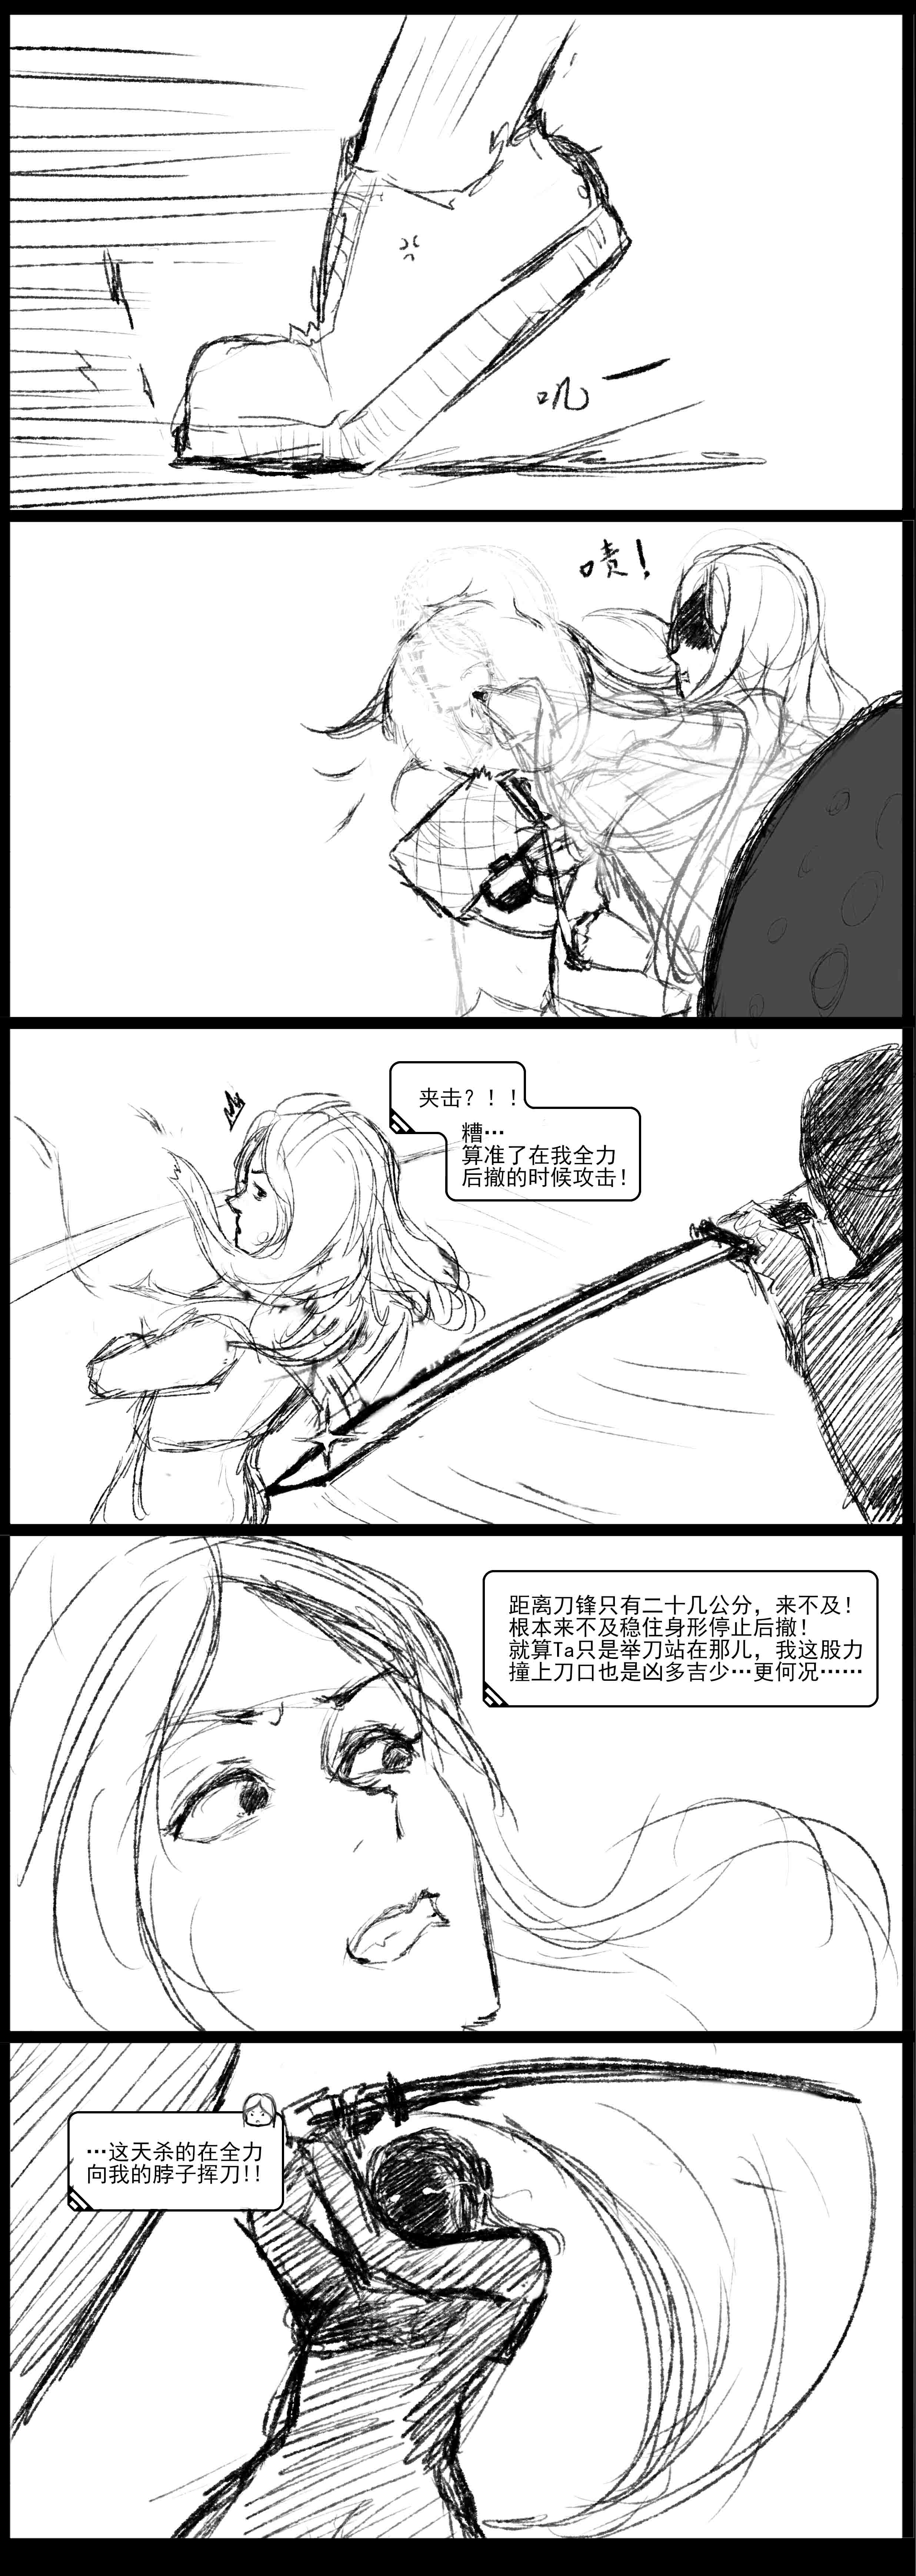 叽一
啧！
夹击？！！
糟…
算准了在我全力
后撤的时候攻击！
距离刀锋只有二十几公分，来不及！
根本来不及稳住身形停止后撤！
就算Ta只是举刀站在那儿，我这股力
撞上刀口也是凶多吉少…更何况……
…这天杀的在全力
向我的脖子挥刀！！